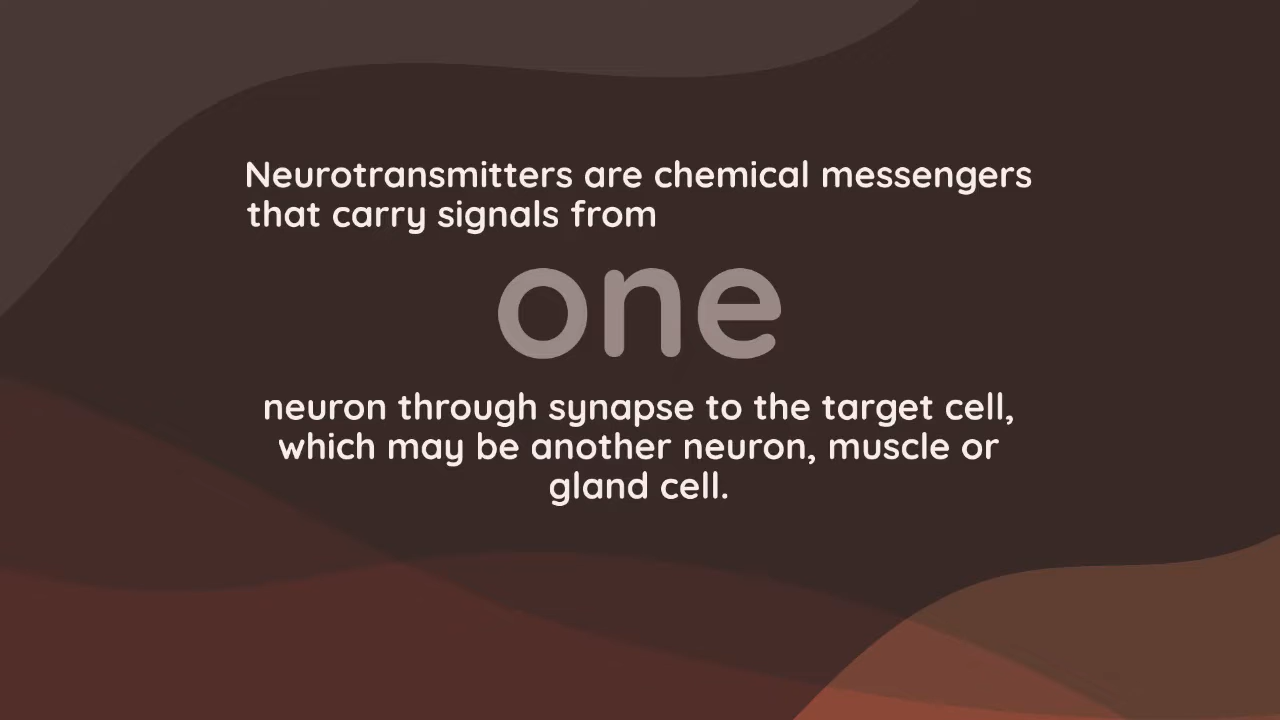 Neurotransmitters are chemical messengers
that carry signals from
one
neuron through synapse to the target cell,
which may be another neuron, muscle or
gland cell.